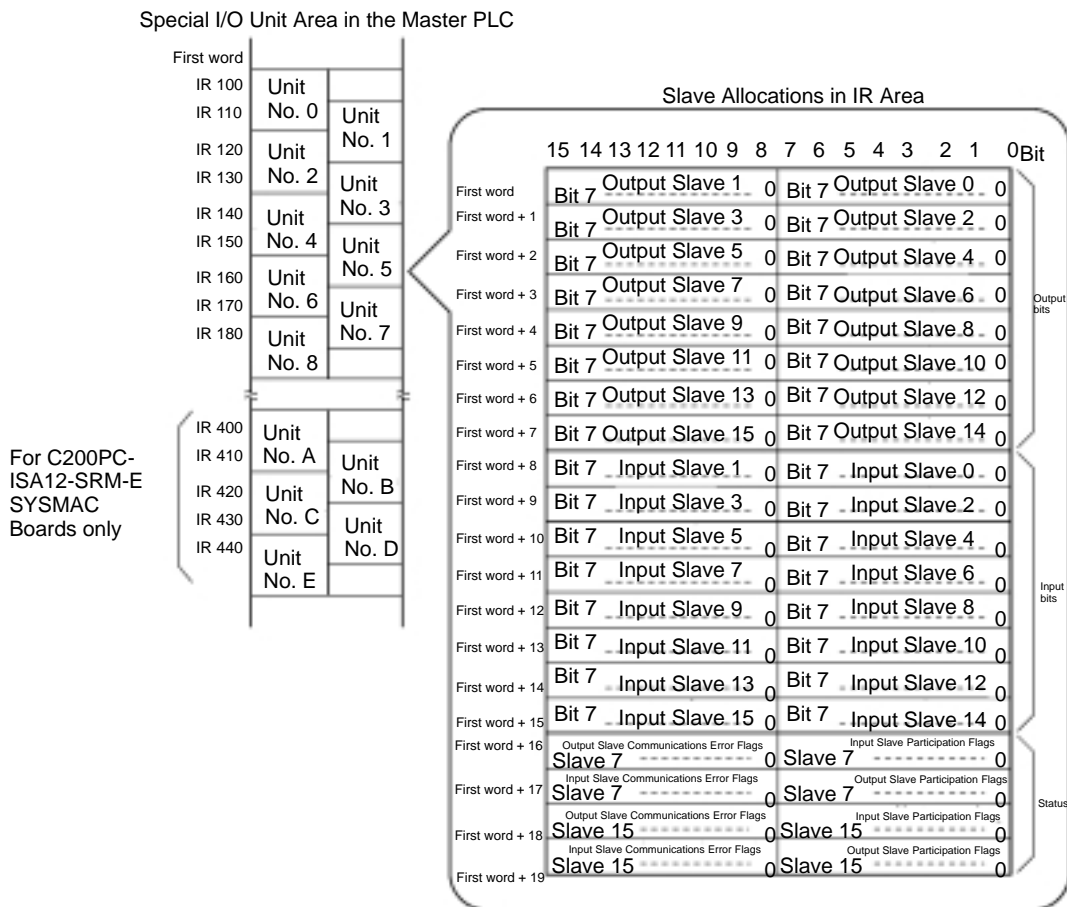 Special I/O Unit Area in the Master PLC
First word
IR 100
IR 110
IR 120
IR 130
IR 140
IR 150
IR 160
IR 170
IR 180
Unit
No. 0
Unit
No. 1
Unit
No. 2
Unit
No. 3
Unit
No. 4
Unit
No. 5
Unit
No. 6
Unit
No. 7
Unit
No. 8
For C200PC-
ISA12-SRM-E
SYSMAC
Boards only
IR 400
IR 410
IR 420
IR 430
IR 440
Unit
No. A
Unit
No. B
Unit
No. C
Unit
No. D
Unit
No. E
Slave Allocations in IR Area
15 14 13 12 11 10 9 8 7 6 5 4 3 2 1 0 Bit
First word Bit 7 Output Slave 1 0 Bit 7 Output Slave 0 0
First word + 1 Bit 7 Output Slave 3 0 Bit 7 Output Slave 2 0
First word + 2 Bit 7 Output Slave 5 0 Bit 7 Output Slave 4 0
First word + 3 Bit 7 Output Slave 7 0 Bit 7 Output Slave 6 0
First word + 4 Bit 7 Output Slave 9 0 Bit 7 Output Slave 8 0
First word + 5 Bit 7 Output Slave 11 0 Bit 7 Output Slave 10 0
First word + 6 Bit 7 Output Slave 13 0 Bit 7 Output Slave 12 0
First word + 7 Bit 7 Output Slave 15 0 Bit 7 Output Slave 14 0
Output
bits
First word + 8 Bit 7 Input Slave 1 0 Bit 7 Input Slave 0 0
First word + 9 Bit 7 Input Slave 3 0 Bit 7 Input Slave 2 0
First word + 10 Bit 7 Input Slave 5 0 Bit 7 Input Slave 4 0
First word + 11 Bit 7 Input Slave 7 0 Bit 7 Input Slave 6 0
First word + 12 Bit 7 Input Slave 9 0 Bit 7 Input Slave 8 0
First word + 13 Bit 7 Input Slave 11 0 Bit 7 Input Slave 10 0
First word + 14 Bit 7 Input Slave 13 0 Bit 7 Input Slave 12 0
First word + 15 Bit 7 Input Slave 15 0 Bit 7 Input Slave 14 0
Input
bits
First word + 16 Output Slave Communications Error Flags Input Slave Participation Flags
Slave 7 0 Slave 7 0
First word + 17 Input Slave Communications Error Flags Output Slave Participation Flags
Slave 7 0 Slave 7 0
First word + 18 Output Slave Communications Error Flags Input Slave Participation Flags
Slave 15 0 Slave 15 0
First word + 19 Input Slave Communications Error Flags Output Slave Participation Flags
Slave 15 0 Slave 15 0
Status